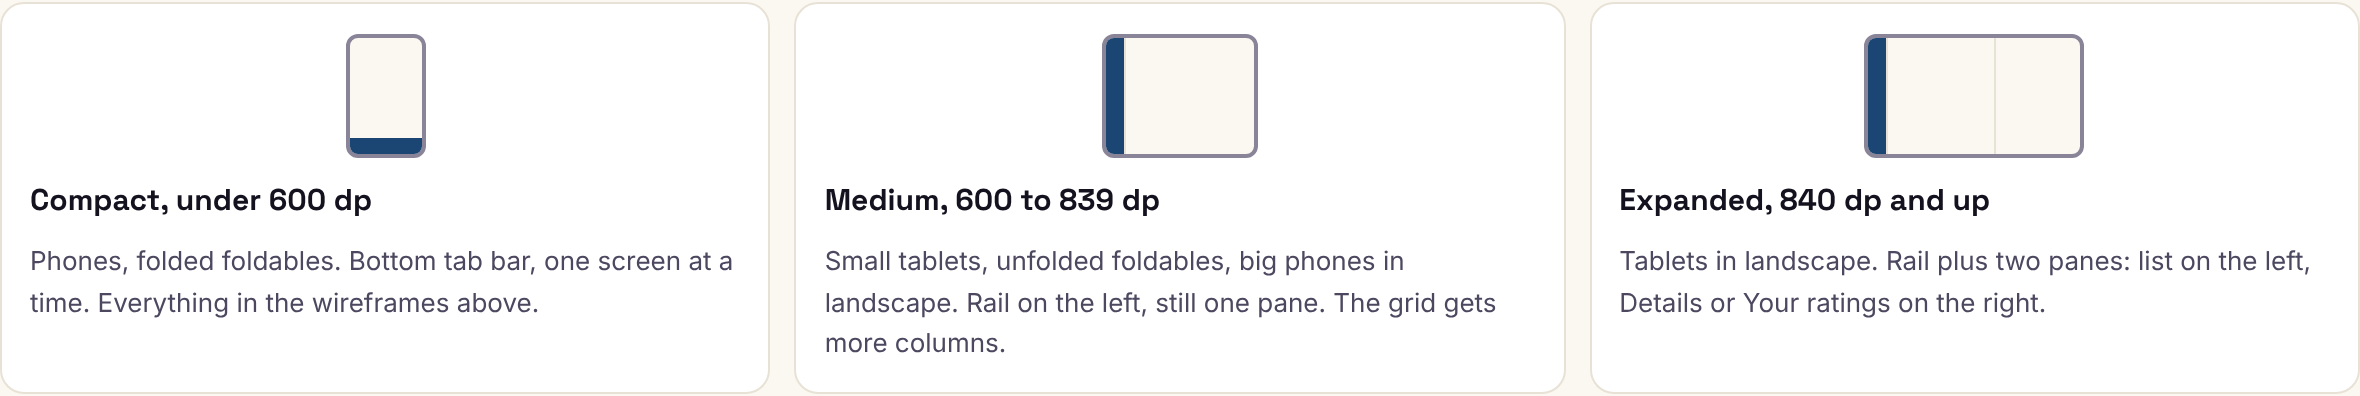 Compact, under 600 dp
Phones, folded foldables. Bottom tab bar, one screen at a
time. Everything in the wireframes above.
Medium, 600 to 839 dp
Small tablets, unfolded foldables, big phones in
landscape. Rail on the left, still one pane. The grid gets
more columns.
Expanded, 840 dp and up
Tablets in landscape. Rail plus two panes: list on the left,
Details or Your ratings on the right.